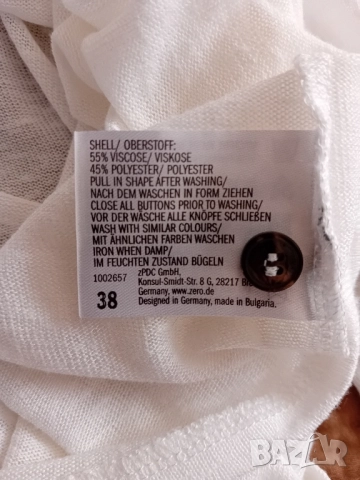 SHELL/ OBERSTOFF:
55% VISCOSE/ VISKOSE
45% POLYESTER/ POLYESTER
PULL IN SHAPE AFTER WASHING/
NACH DEM WASCHEN IN FORM ZIEHEN
CLOSE ALL BUTTONS PRIOR TO WASHING/
VOR DER WÄSCHE ALLE KNÖPFE SCHLIEßEN
WASH WITH SIMILAR COLOURS/
MIT ÄHNLICHEN FARBEN WASCHEN
IRON WHEN DAMP/
IM FEUCHTEN ZUSTAND BÜGELN
zPDC GmbH,
1002657 Konsul-Smidt-Str. 8 G, 28217
Germany, www.zero.de
38 Designed in Germany, made in Bulgaria.
BAZAR